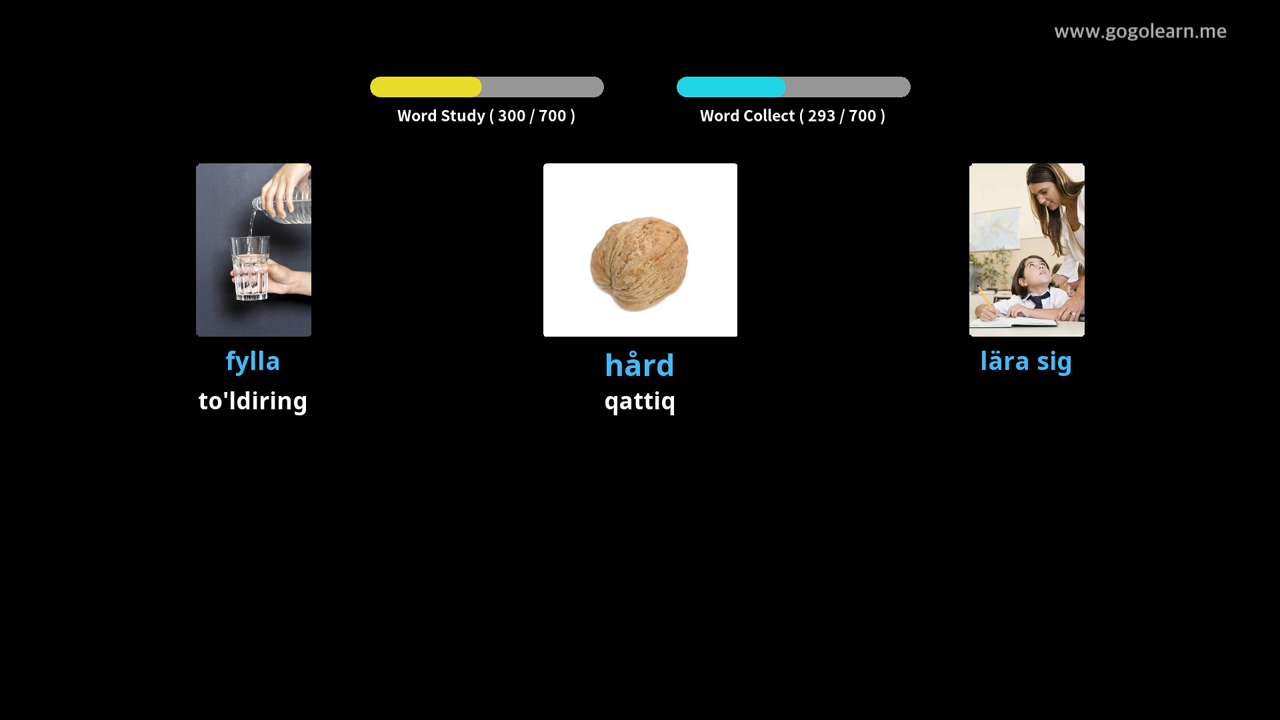 www.gogolearn.me
Word Study ( 300 / 700 )
Word Collect ( 293 / 700 )
fylla
hård
lära sig
to'ldiring
qattiq